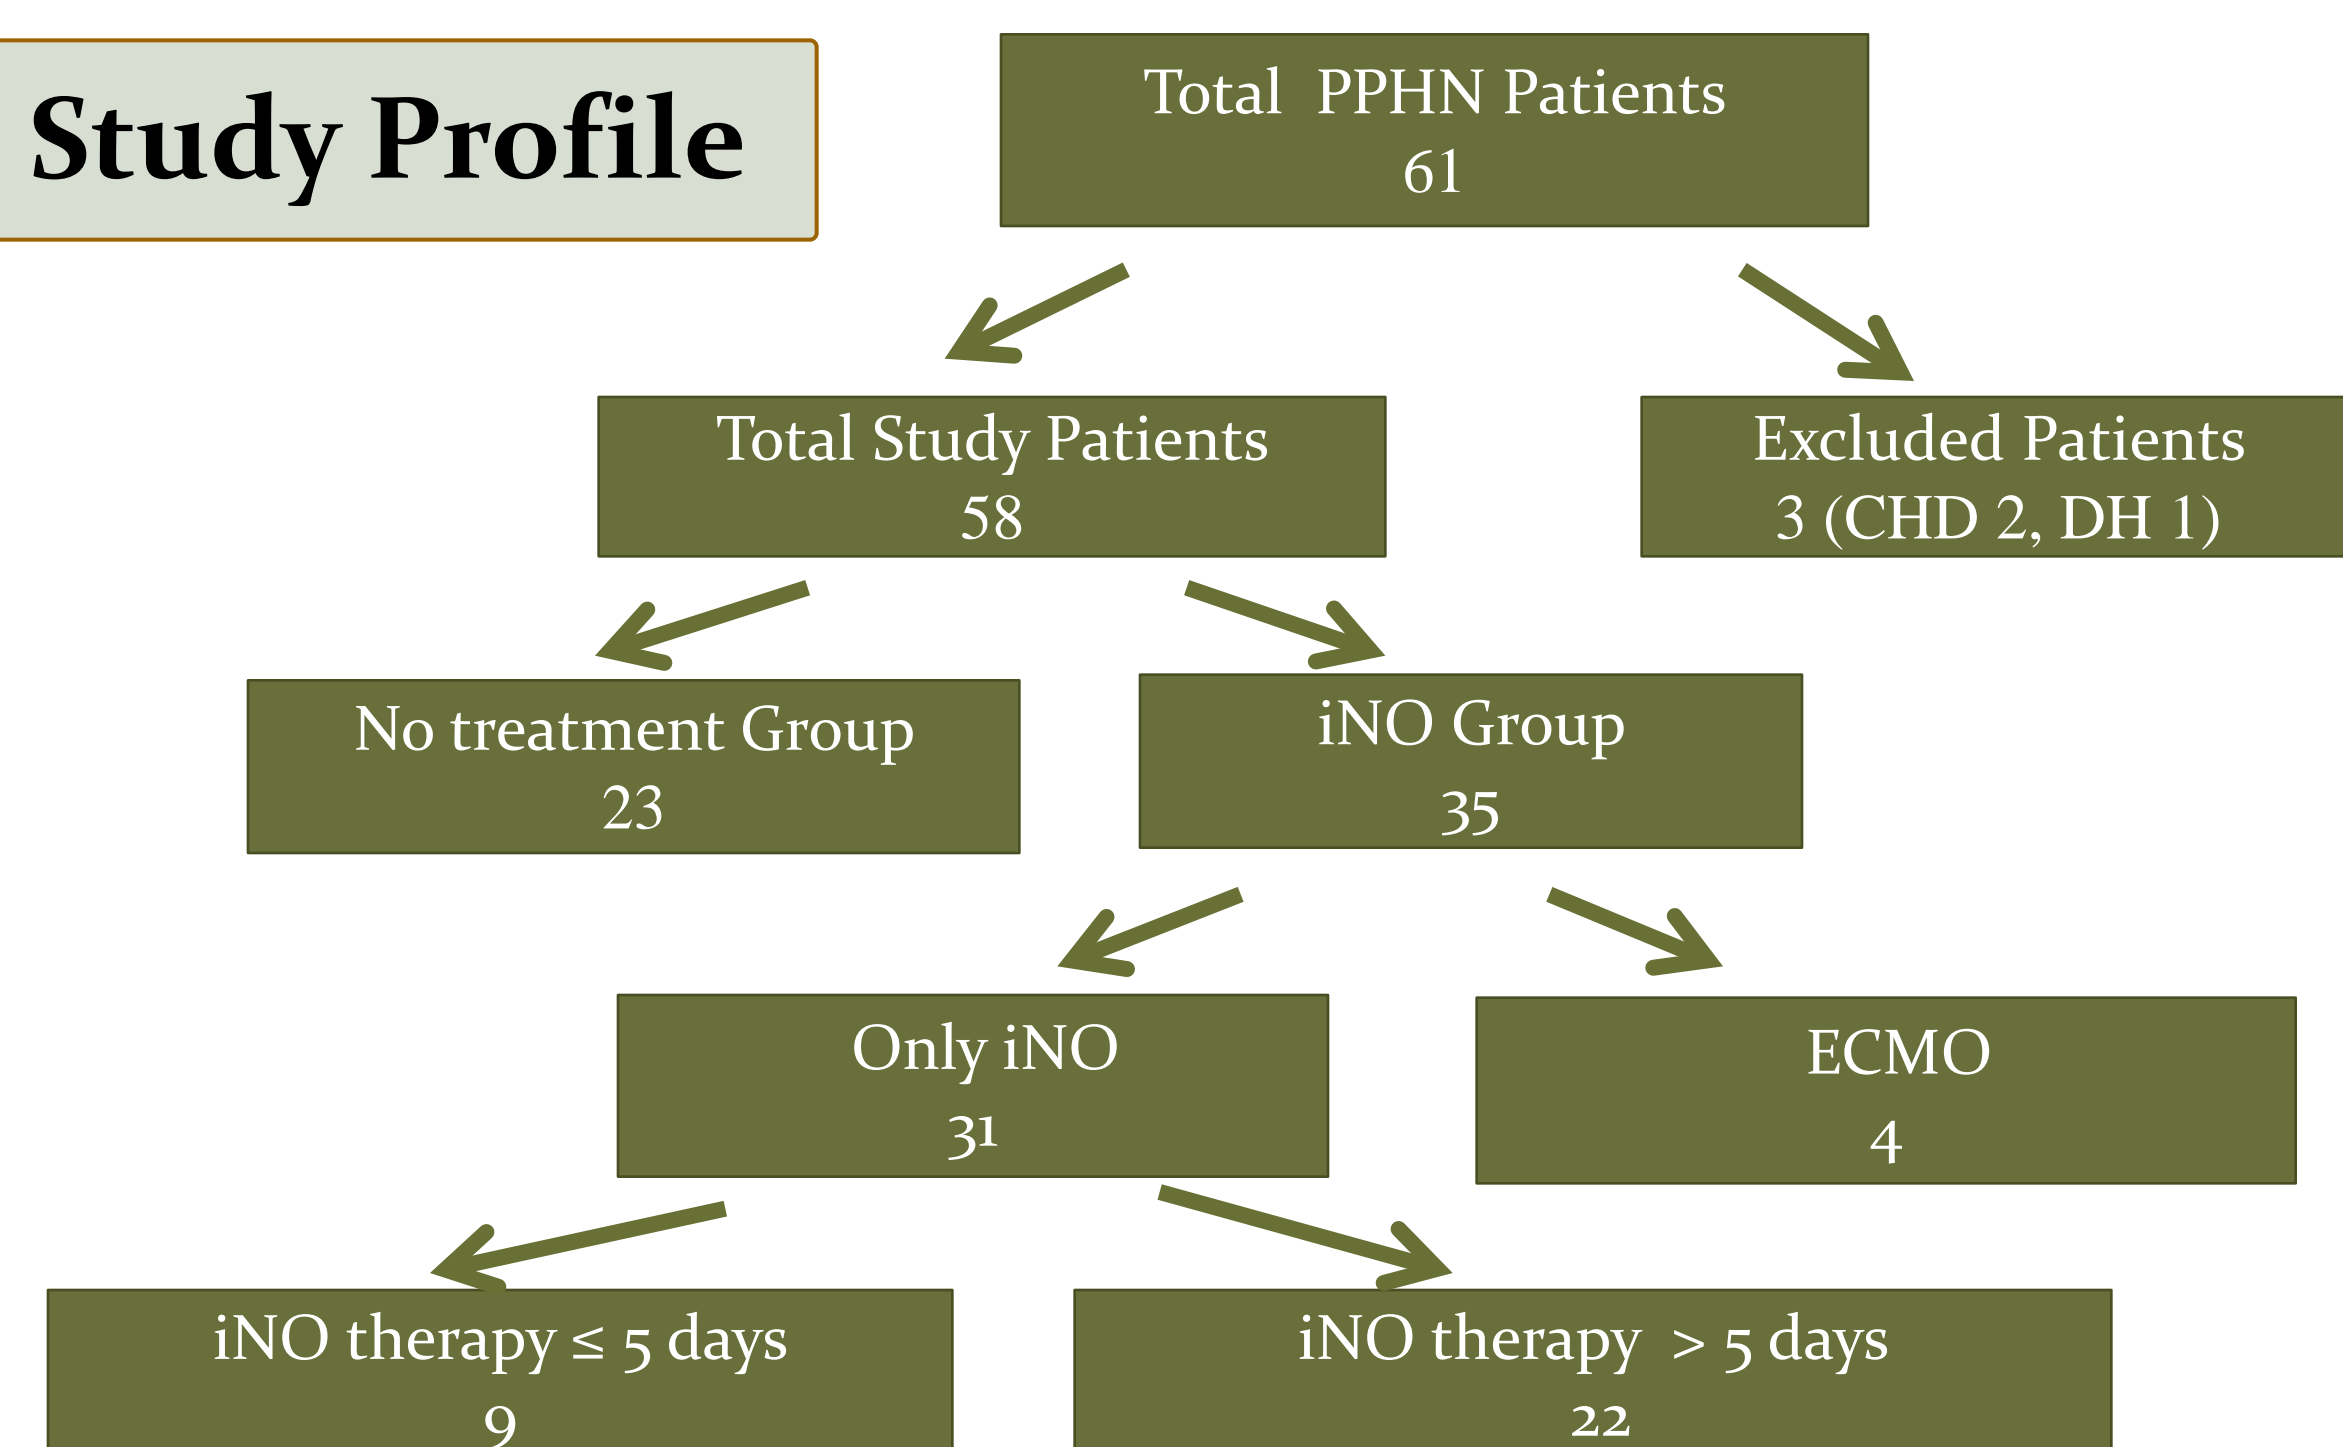 Study Profile
Total PPHN Patients
61
Total Study Patients
58
Excluded Patients
3 (CHD 2, DH 1)
No treatment Group
23
iNO Group
35
Only iNO
31
ECMO
4
iNO therapy ≤ 5 days
9
iNO therapy > 5 days
22